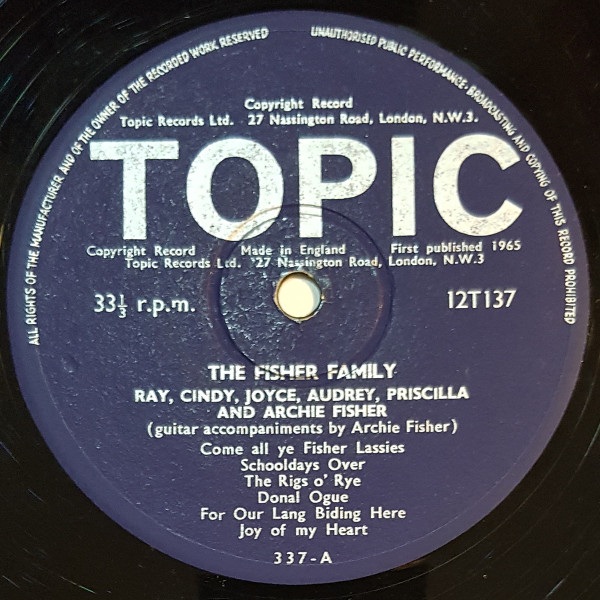 ALL RIGHTS OF THE MANUFACTURER AND OF THE OWNER OF THE RECORDED WORK RESERVED
UNAUTHORISED PUBLIC PERFORMANCE·BROADCASTING AND COPYING OF THIS RECORD PROHIBITED
Copyright Record
Topic Records Ltd. 27 Nassington Road, London, N.W.3.
TOPIC
Copyright Record Made in England First published 1965
Topic Records Ltd. 27 Nassington Road, London, N.W.3
33⅓ r.p.m. 12T137
THE FISHER FAMILY
RAY, CINDY, JOYCE, AUDREY, PRISCILLA
AND ARCHIE FISHER
(guitar accompaniments by Archie Fisher)
Come all ye Fisher Lassies
Schooldays Over
The Rigs o' Rye
Donal Ogue
For Our Lang Biding Here
Joy of my Heart
337-A